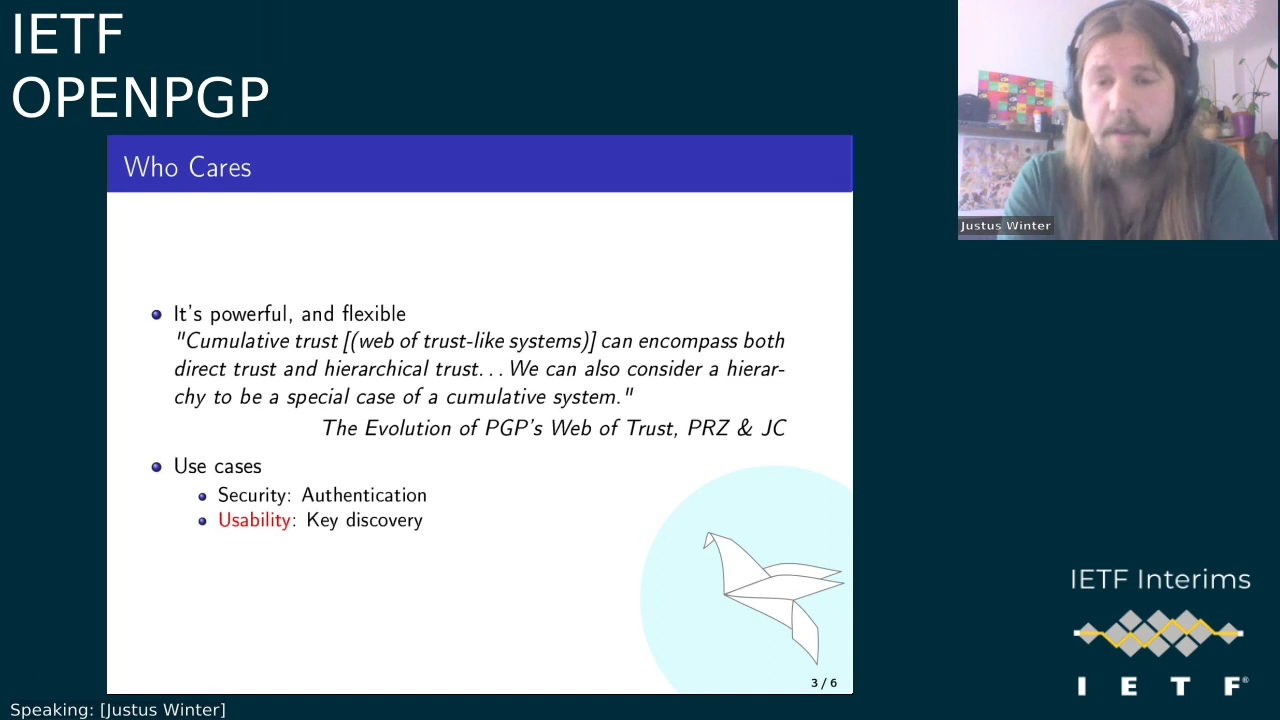 IETF
OPENPGP
Justus Winter
Who Cares
It's powerful, and flexible
"Cumulative trust [(web of trust-like systems)] can encompass both
direct trust and hierarchical trust. . . We can also consider a hierar-
chy to be a special case of a cumulative system."
The Evolution of PGP's Web of Trust, PRZ & JC
Use cases
Security: Authentication
Usability: Key discovery
3 / 6
IETF Interims
I E T F®
Speaking: [Justus Winter]